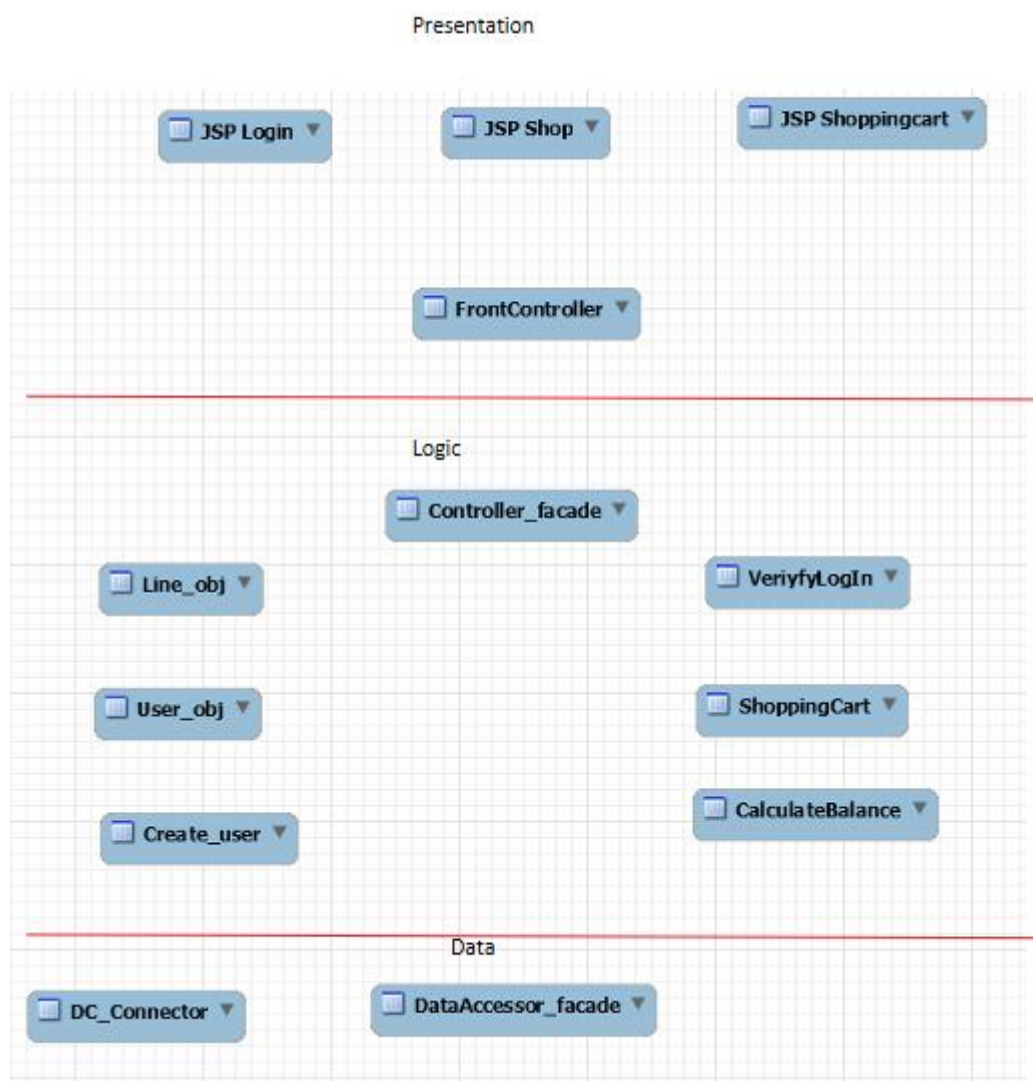 Presentation
JSP Login
JSP Shop
JSP Shoppingcart
FrontController
Logic
Controller_facade
Line_obj
VeriyfyLogIn
User_obj
ShoppingCart
Create_user
CalculateBalance
Data
DC_Connector
DataAccessor_facade